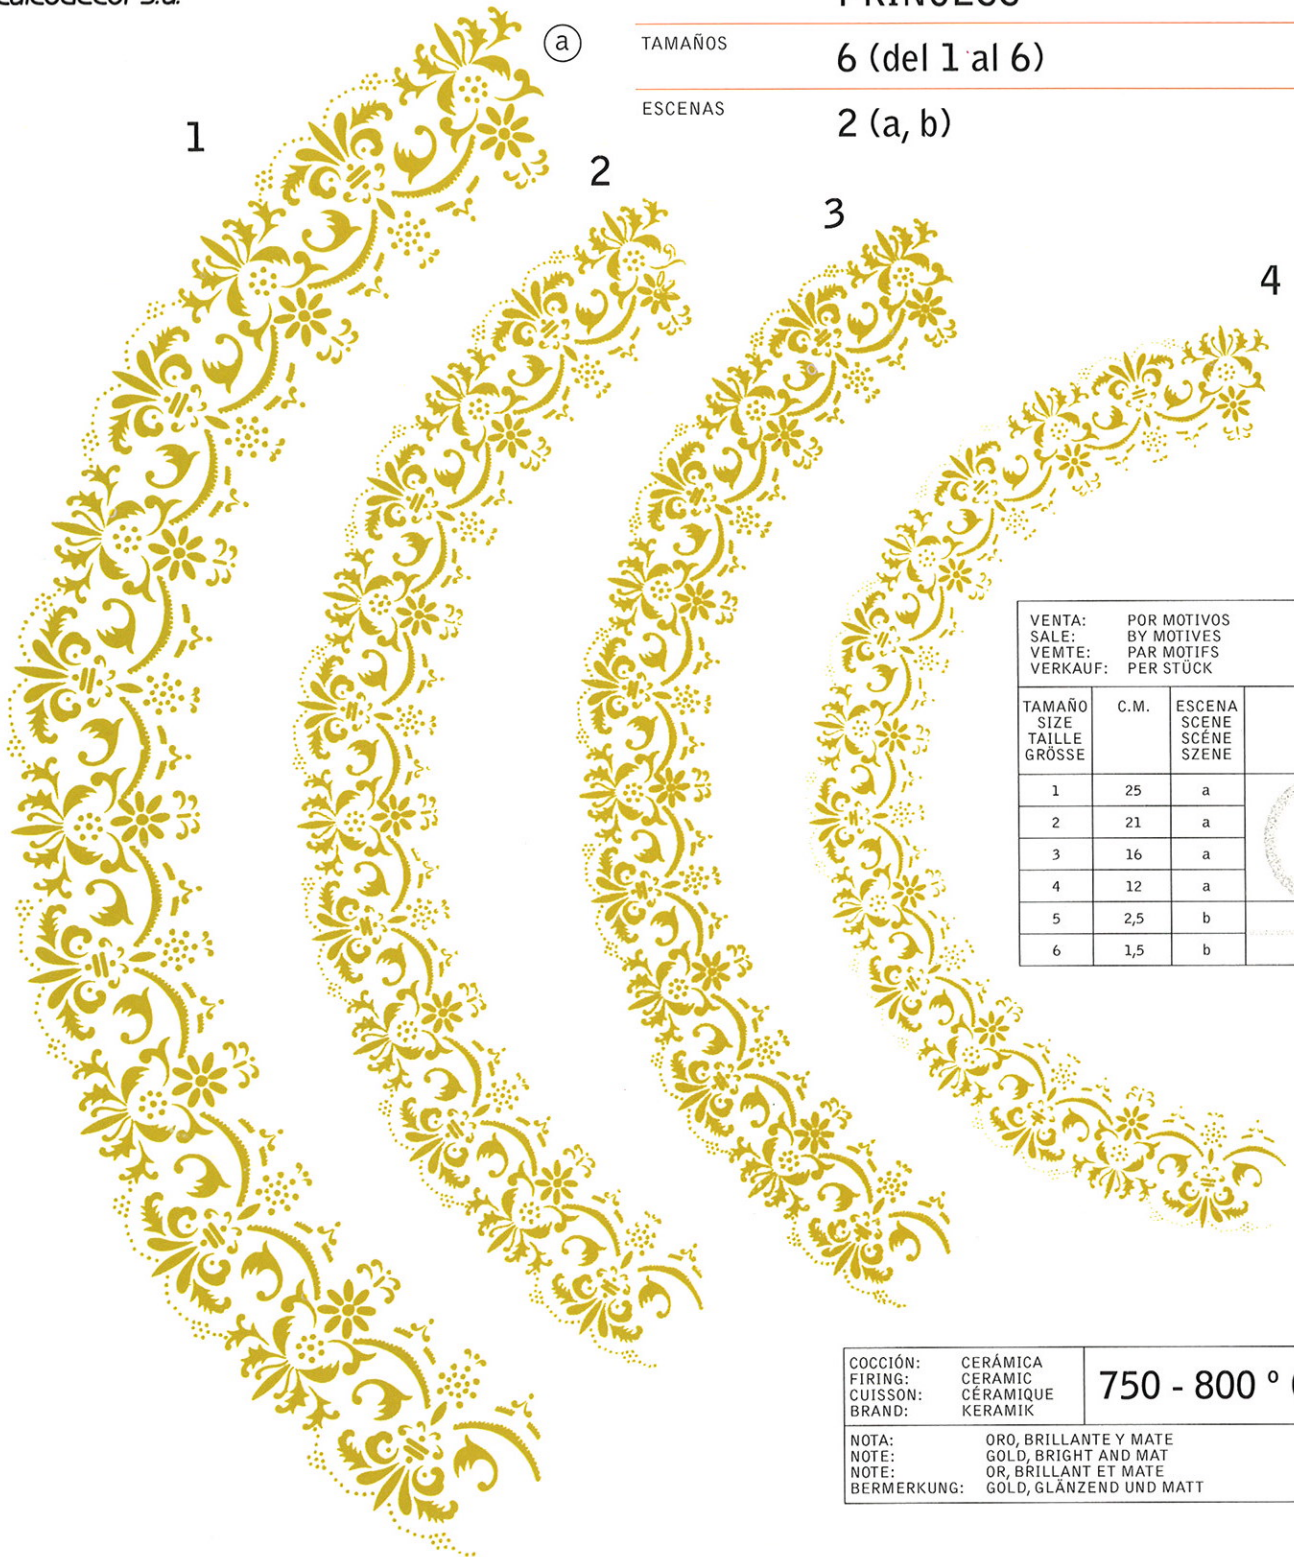 calcodecor s.a.
TAMAÑOS 6 (del 1 al 6)
ESCENAS 2 (a, b)
a
1
2
3
4
VENTA: POR MOTIVOS
SALE: BY MOTIVES
VEMTE: PAR MOTIFS
VERKAUF: PER STÜCK
TAMAÑO C.M. ESCENA
SIZE SCENE
TAILLE SCÉNE
GRÖSSE SZENE
1 25 a
2 21 a
3 16 a
4 12 a
5 2,5 b
6 1,5 b
COCCIÓN: CERÁMICA
FIRING: CERAMIC
CUISSON: CÉRAMIQUE
BRAND: KERAMIK
750 - 800 º
NOTA: ORO, BRILLANTE Y MATE
NOTE: GOLD, BRIGHT AND MAT
NOTE: OR, BRILLANT ET MATE
BERMERKUNG: GOLD, GLÄNZEND UND MATT